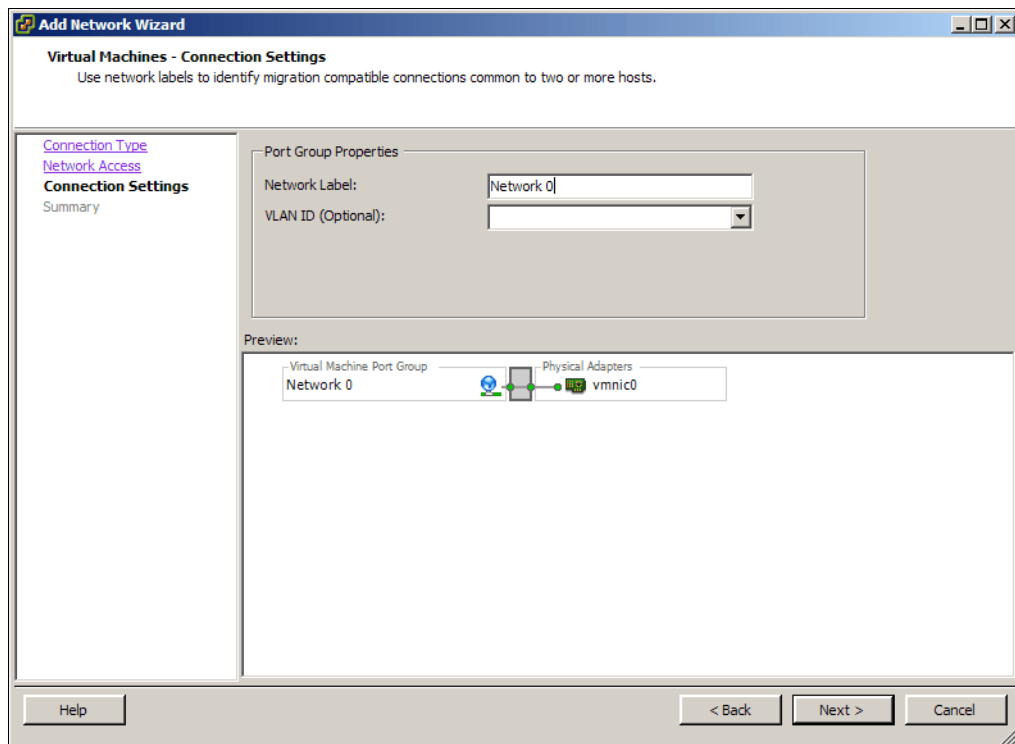 Add Network Wizard
Virtual Machines - Connection Settings
Use network labels to identify migration compatible connections common to two or more hosts.
Connection Type
Network Access
Connection Settings
Summary
Port Group Properties
Network Label:
Network 0
VLAN ID (Optional):
Preview:
Virtual Machine Port Group
Network 0
Physical Adapters
vmnic0
Help
< Back
Next >
Cancel